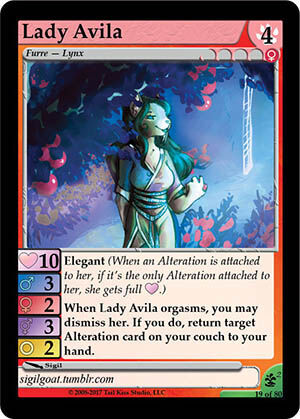 Lady Avila
4
Furre — Lynx
10
3
2
3
2
Elegant (When an Alteration is attached
to her, if it's the only Alteration attached to
her, she gets full ♡.)
When Lady Avila orgasms, you may
dismiss her. If you do, return target
Alteration card on your couch to your
hand.
Sigil
sigilgoat.tumblr.com
© 2008-2017 Tail Kiss Studio, LLC
19 of 80